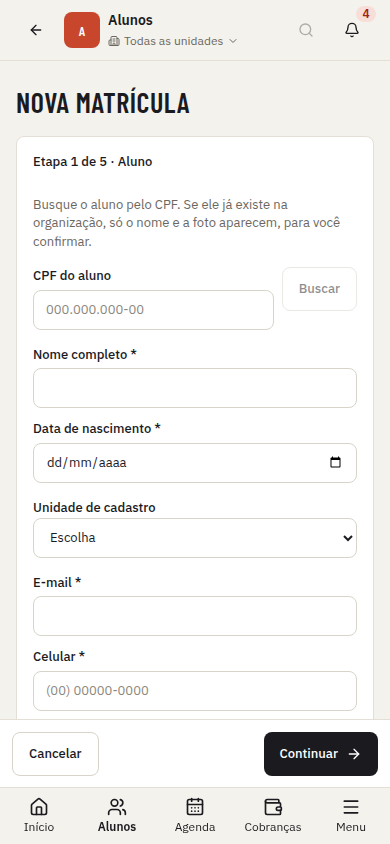 A
Alunos
Todas as unidades
4
NOVA MATRÍCULA
Etapa 1 de 5 · Aluno
Busque o aluno pelo CPF. Se ele já existe na
organização, só o nome e a foto aparecem, para você
confirmar.
CPF do aluno
000.000.000-00
Buscar
Nome completo *
Data de nascimento *
dd/mm/aaaa
Unidade de cadastro
Escolha
E-mail *
Celular *
(00) 00000-0000
Cancelar
Continuar
Início
Alunos
Agenda
Cobranças
Menu